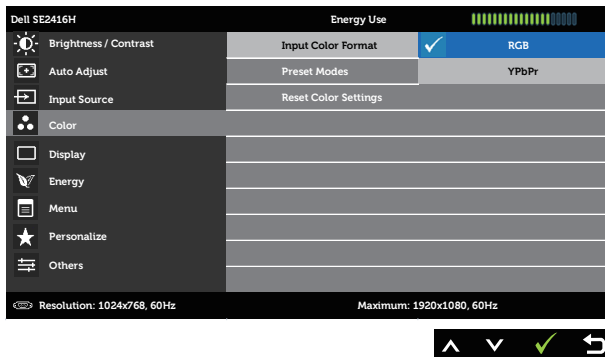 Dell SE2416H Energy Use
Brightness / Contrast Input Color Format RGB
Auto Adjust Preset Modes YPbPr
Input Source Reset Color Settings
Color
Display
Energy
Menu
Personalize
Others
Resolution: 1024x768, 60Hz Maximum: 1920x1080, 60Hz